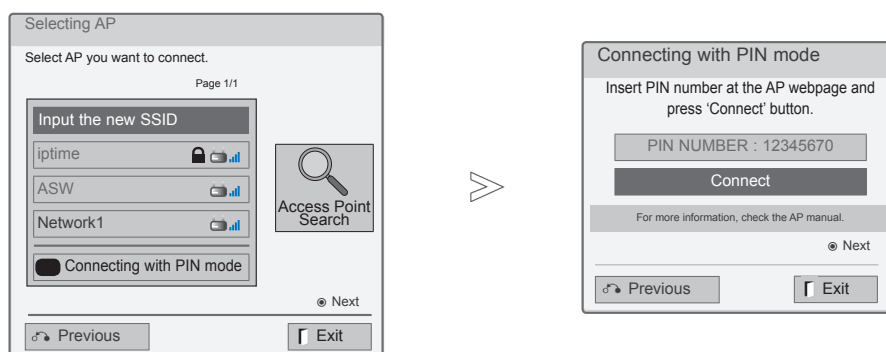 Selecting AP
Select AP you want to connect.
Page 1/1
Input the new SSID
iptime
ASW
Network1
Connecting with PIN mode
Access Point
Search
Next
Previous
Exit
Connecting with PIN mode
Insert PIN number at the AP webpage and
press ‘Connect’ button.
PIN NUMBER : 12345670
Connect
For more information, check the AP manual.
Next
Previous
Exit